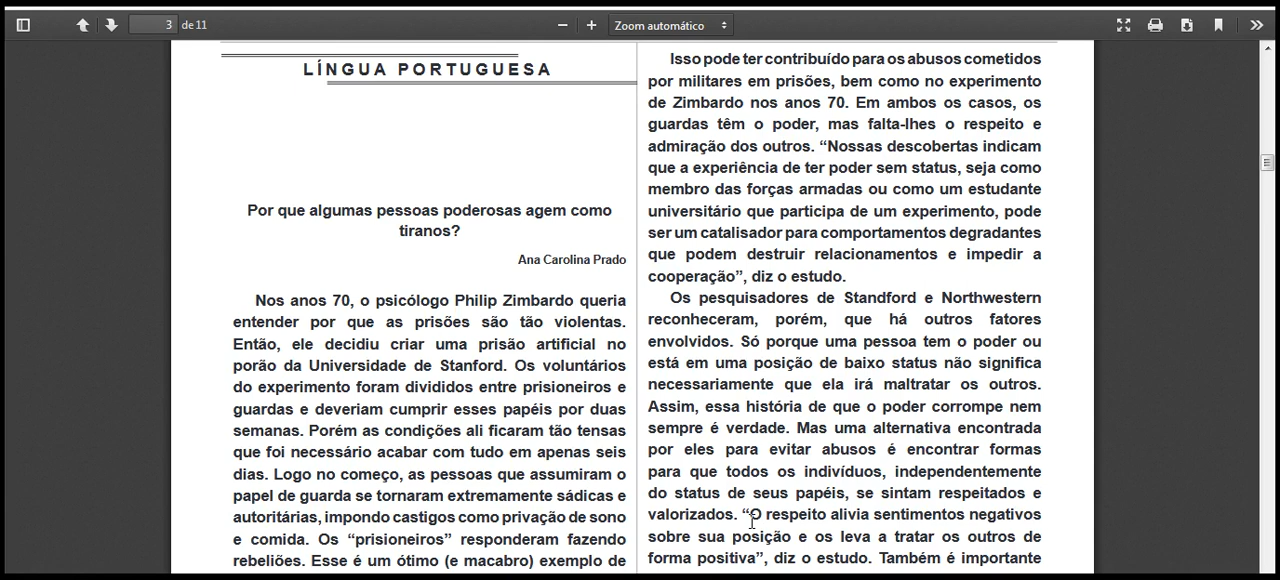 3 de 11
Zoom automático
LÍNGUA PORTUGUESA
Por que algumas pessoas poderosas agem como
tiranos?
Ana Carolina Prado
Nos anos 70, o psicólogo Philip Zimbardo queria
entender por que as prisões são tão violentas.
Então, ele decidiu criar uma prisão artificial no
porão da Universidade de Stanford. Os voluntários
do experimento foram divididos entre prisioneiros e
guardas e deveriam cumprir esses papéis por duas
semanas. Porém as condições ali ficaram tão tensas
que foi necessário acabar com tudo em apenas seis
dias. Logo no começo, as pessoas que assumiram o
papel de guarda se tornaram extremamente sádicas e
autoritárias, impondo castigos como privação de sono
e comida. Os “prisioneiros” responderam fazendo
rebeliões. Esse é um ótimo (e macabro) exemplo de
Isso pode ter contribuído para os abusos cometidos
por militares em prisões, bem como no experimento
de Zimbardo nos anos 70. Em ambos os casos, os
guardas têm o poder, mas falta-lhes o respeito e
admiração dos outros. “Nossas descobertas indicam
que a experiência de ter poder sem status, seja como
membro das forças armadas ou como um estudante
universitário que participa de um experimento, pode
ser um catalisador para comportamentos degradantes
que podem destruir relacionamentos e impedir a
cooperação”, diz o estudo.
Os pesquisadores de Standford e Northwestern
reconheceram, porém, que há outros fatores
envolvidos. Só porque uma pessoa tem o poder ou
está em uma posição de baixo status não significa
necessariamente que ela irá maltratar os outros.
Assim, essa história de que o poder corrompe nem
sempre é verdade. Mas uma alternativa encontrada
por eles para evitar abusos é encontrar formas
para que todos os indivíduos, independentemente
do status de seus papéis, se sintam respeitados e
valorizados. “O respeito alivia sentimentos negativos
sobre sua posição e os leva a tratar os outros de
forma positiva”, diz o estudo. Também é importante